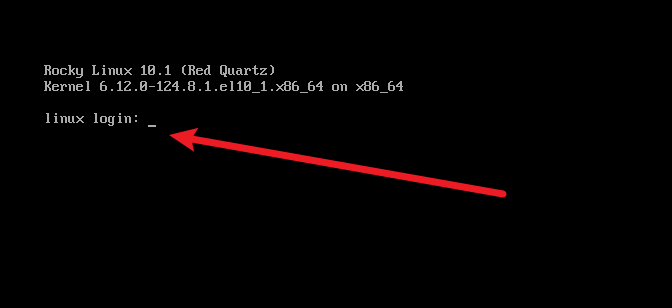 Rocky Linux 10.1 (Red Quartz)
Kernel 6.12.0-124.8.1.el10_1.x86_64 on x86_64
linux login: _